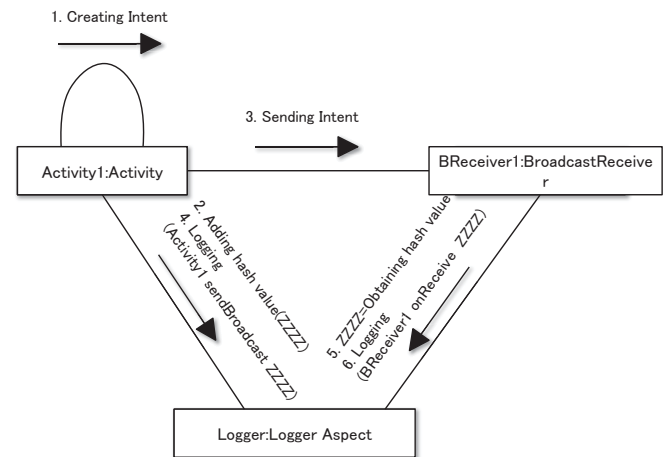 1. Creating Intent
3. Sending Intent
Activity1:Activity
BReceiver1:BroadcastReceive
r
2. Adding hash value(ZZZZ)
4. Logging
(Activity1 sendBroadcast ZZZZ)
5. ZZZZ=Obtaining hash value
6. Logging
(BReceiver1 onReceive ZZZZ)
Logger:Logger Aspect